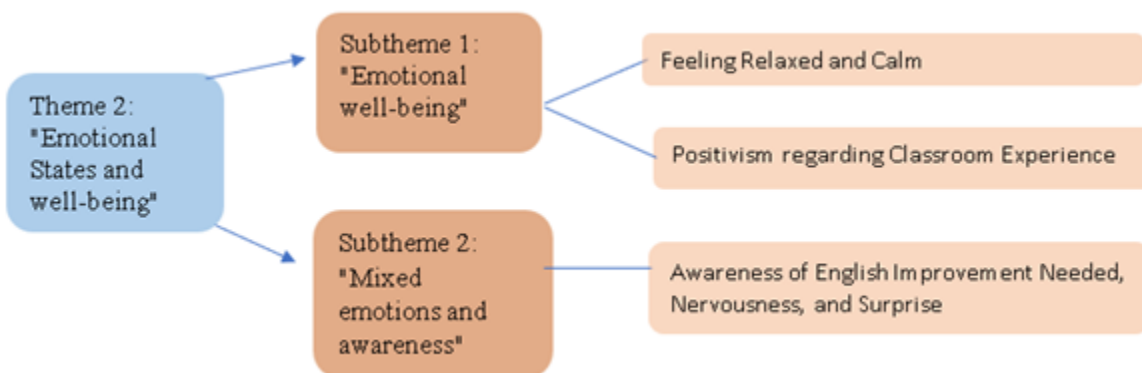 Theme 2:
"Emotional
States and
well-being"
Subtheme 1:
"Emotional
well-being"
Feeling Relaxed and Calm
Positivism regarding Classroom Experience
Subtheme 2:
"Mixed
emotions and
awareness"
Awareness of English Improvement Needed,
Nervousness, and Surprise